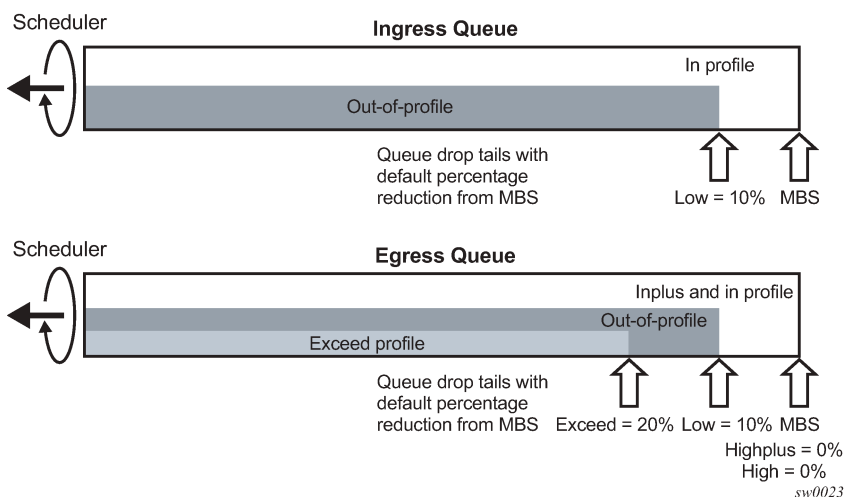 Scheduler
Ingress Queue
In profile
Out-of-profile
Queue drop tails with
default percentage
reduction from MBS
Low = 10%
MBS
Scheduler
Egress Queue
Inplus and in profile
Out-of-profile
Exceed profile
Queue drop tails with
default percentage
reduction from MBS
Exceed = 20%
Low = 10%
MBS
Highplus = 0%
High = 0%
sw0023